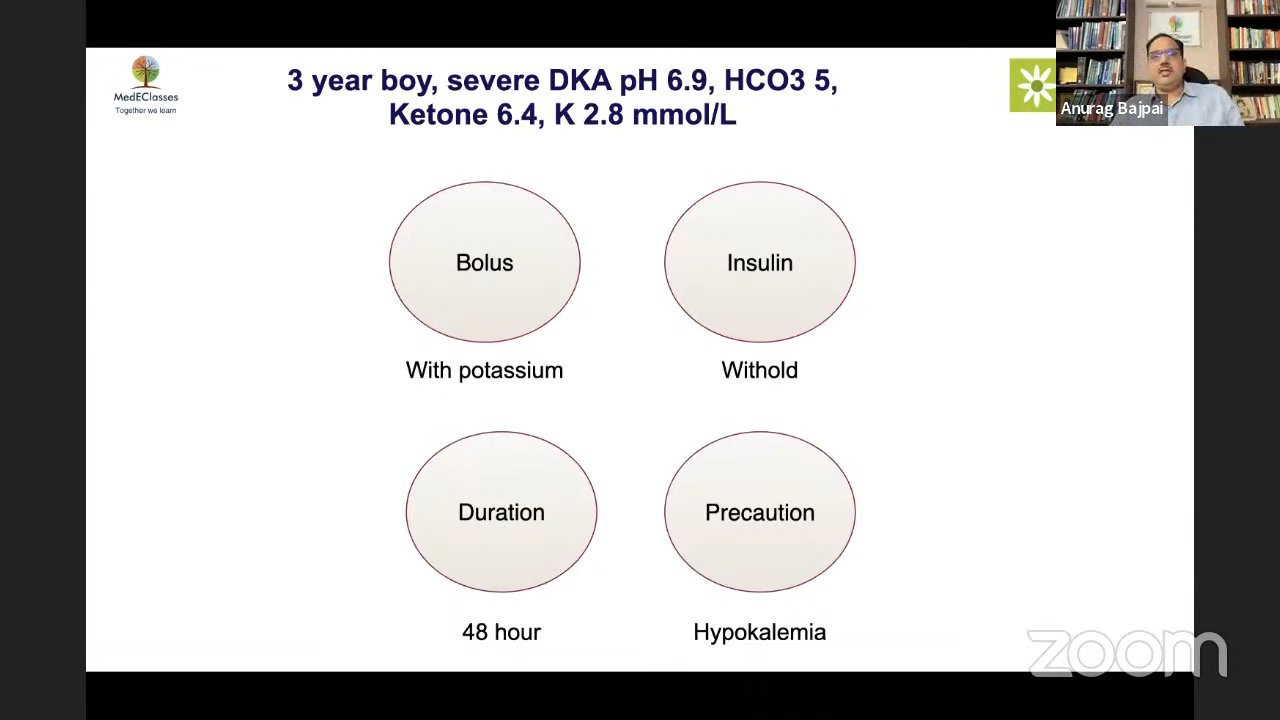 MedEClasses
Together we learn
3 year boy, severe DKA pH 6.9, HCO3 5,
Ketone 6.4, K 2.8 mmol/L
Anurag Bajpai
Bolus
Insulin
With potassium
Withold
Duration
Precaution
48 hour
Hypokalemia
zoom